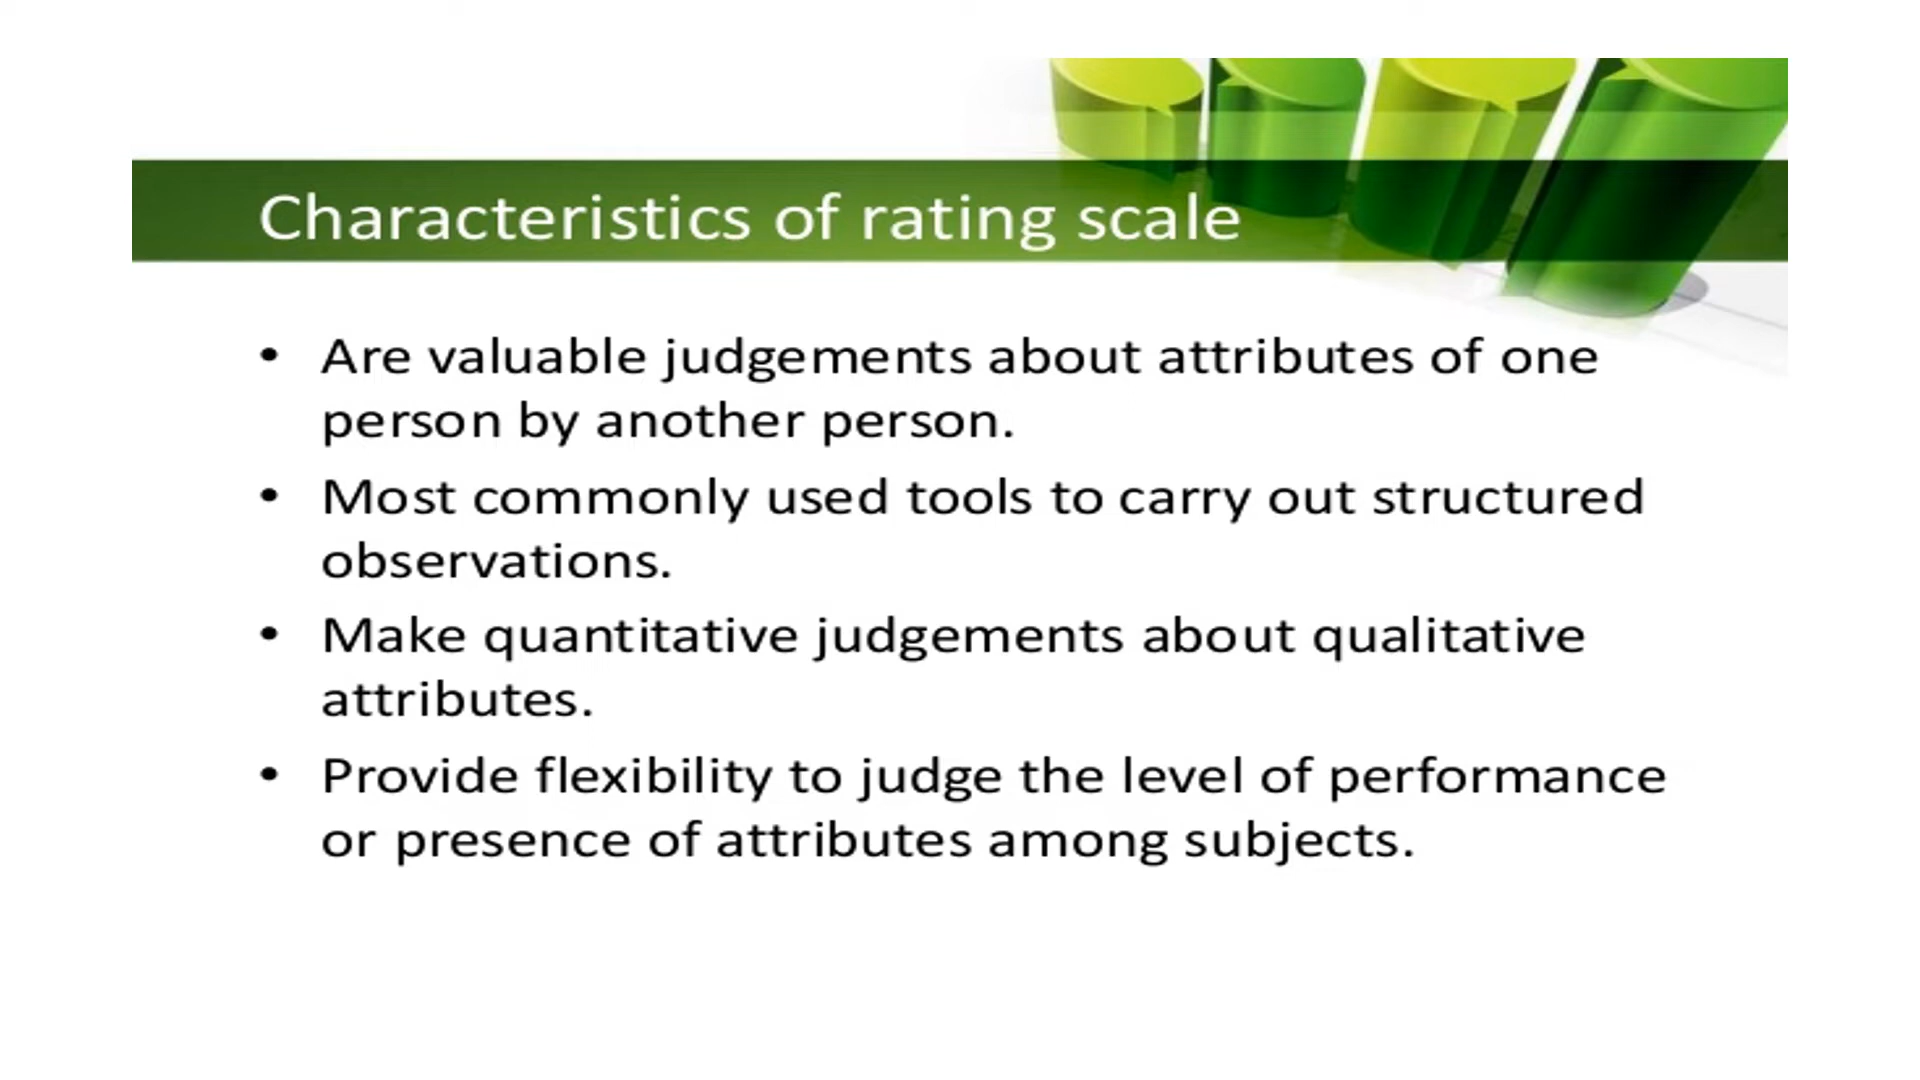 Characteristics of rating scale
• Are valuable judgements about attributes of one
person by another person.
• Most commonly used tools to carry out structured
observations.
• Make quantitative judgements about qualitative
attributes.
• Provide flexibility to judge the level of performance
or presence of attributes among subjects.